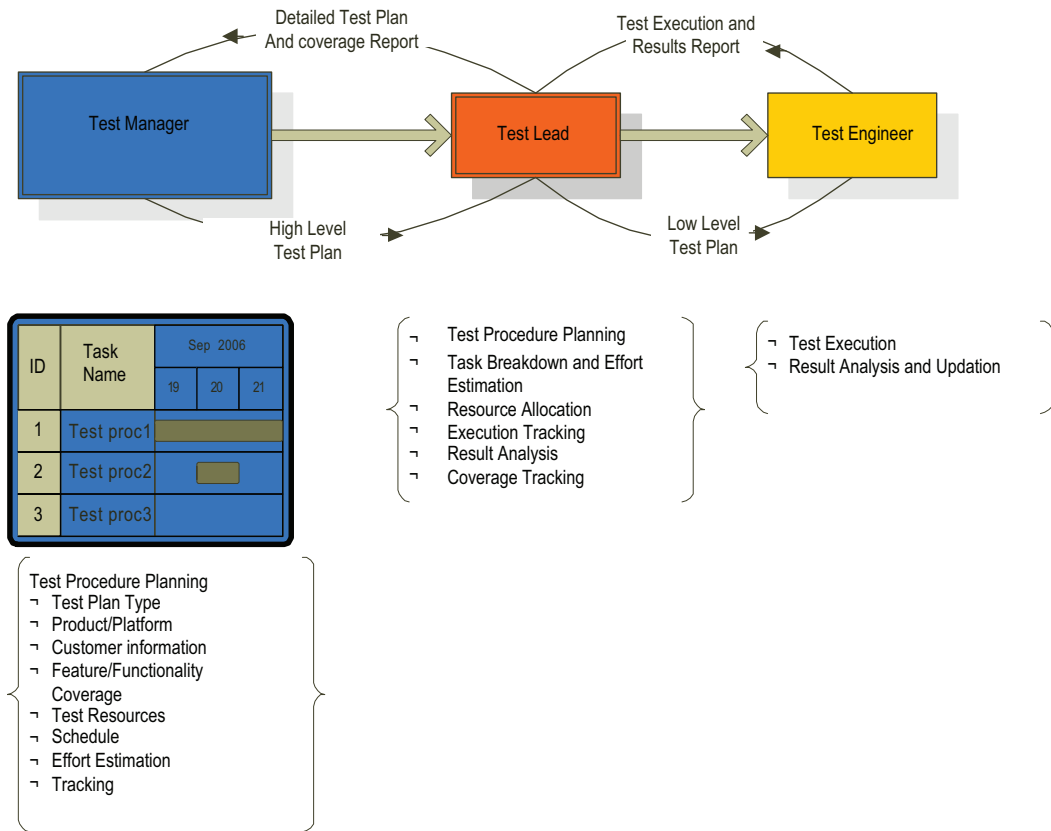 Detailed Test Plan
And coverage Report
Test Execution and
Results Report
Test Manager
Test Lead
Test Engineer
High Level
Test Plan
Low Level
Test Plan
ID
Task
Name
Sep 2006
19 20 21
1 Test proc1
2 Test proc2
3 Test proc3
¬ Test Procedure Planning
¬ Task Breakdown and Effort
Estimation
¬ Resource Allocation
¬ Execution Tracking
¬ Result Analysis
¬ Coverage Tracking
¬ Test Execution
¬ Result Analysis and Updation
Test Procedure Planning
¬ Test Plan Type
¬ Product/Platform
¬ Customer information
¬ Feature/Functionality
Coverage
¬ Test Resources
¬ Schedule
¬ Effort Estimation
¬ Tracking